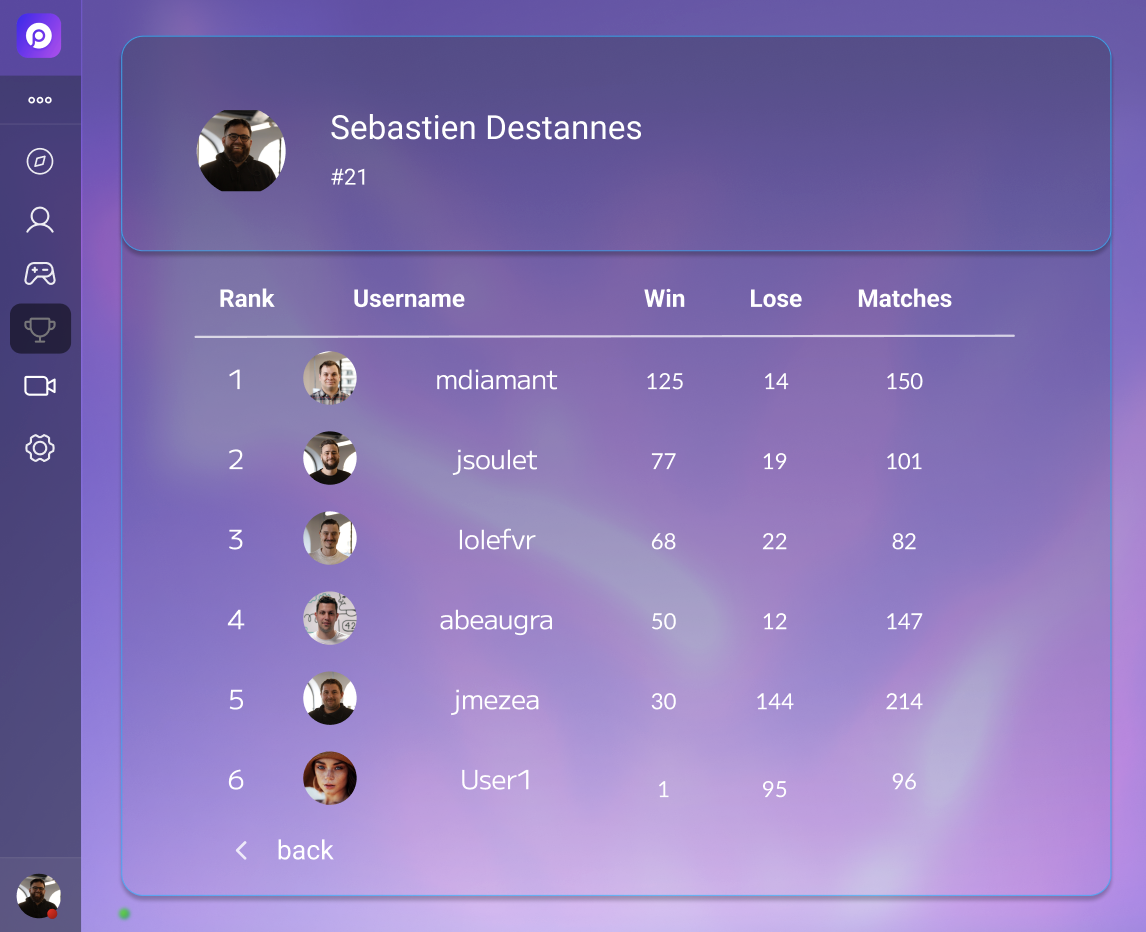 Sebastien Destannes
#21
Rank Username Win Lose Matches
1 mdiamant 125 14 150
2 jsoulet 77 19 101
3 lolefvr 68 22 82
4 abeaugra 50 12 147
42
5 jmezea 30 144 214
6 User1 1 95 96
back